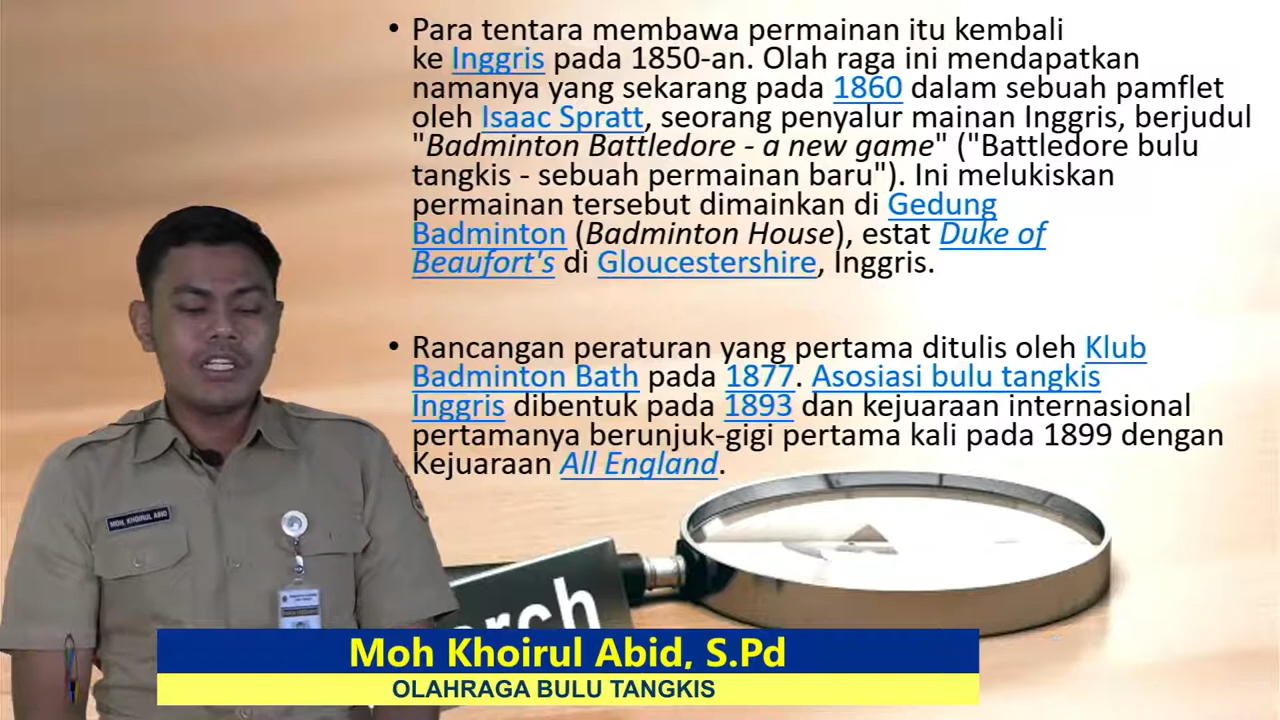 • Para tentara membawa permainan itu kembali
ke Inggris pada 1850-an. Olah raga ini mendapatkan
namanya yang sekarang pada 1860 dalam sebuah pamflet
oleh Isaac Spratt, seorang penyalur mainan Inggris, berjudul
"Badminton Battledore - a new game" ("Battledore bulu
tangkis - sebuah permainan baru"). Ini melukiskan
permainan tersebut dimainkan di Gedung
Badminton (Badminton House), estat Duke of
Beaufort's di Gloucestershire, Inggris.
• Rancangan peraturan yang pertama ditulis oleh Klub
Badminton Bath pada 1877. Asosiasi bulu tangkis
Inggris dibentuk pada 1893 dan kejuaraan internasional
pertamanya berunjuk-gigi pertama kali pada 1899 dengan
Kejuaraan All England.
MOH. KHOIRUL ABID
Moh Khoirul Abid, S.Pd
OLAHRAGA BULU TANGKIS